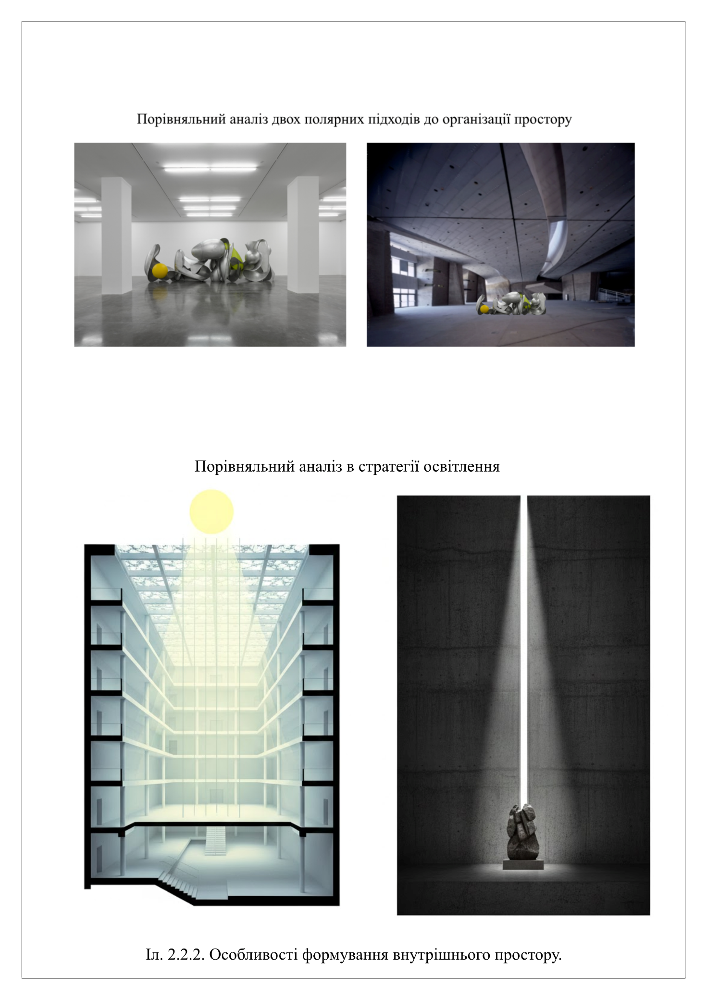 Порівняльний аналіз двох полярних підходів до організації простору
Порівняльний аналіз в стратегії освітлення
Іл. 2.2.2. Особливості формування внутрішнього простору.